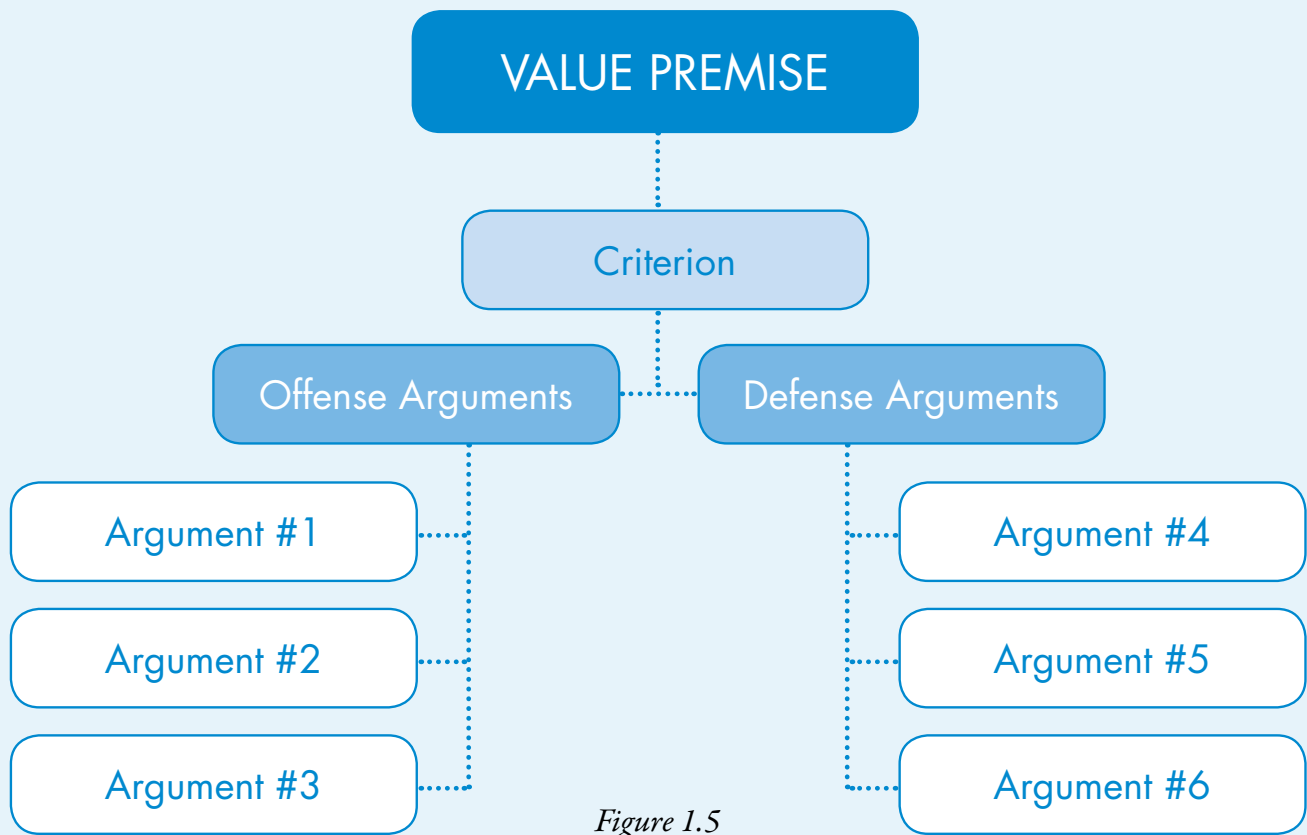 VALUE PREMISE
Criterion
Offense Arguments
Defense Arguments
Argument #1
Argument #2
Argument #3
Argument #4
Argument #5
Argument #6
Figure 1.5